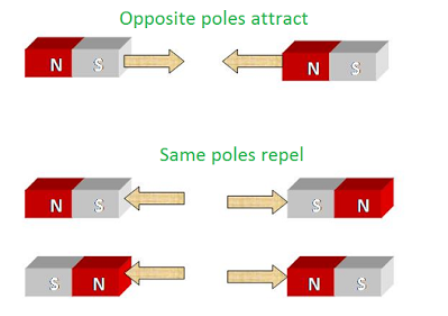 Opposite poles attract
N S N S
Same poles repel
N S S N
S N N S